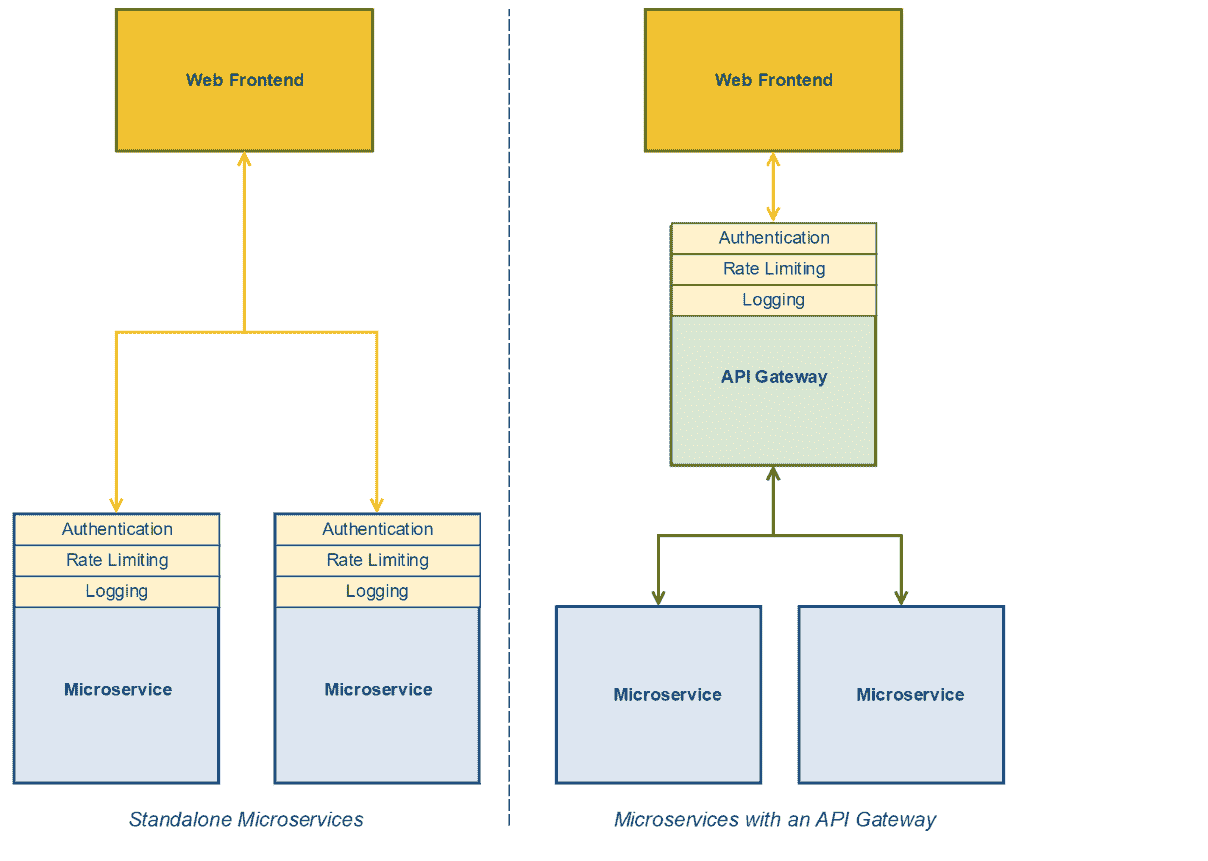 Web Frontend
Authentication
Rate Limiting
Logging
Microservice
Authentication
Rate Limiting
Logging
Microservice
Standalone Microservices
Web Frontend
Authentication
Rate Limiting
Logging
API Gateway
Microservice
Microservice
Microservices with an API Gateway